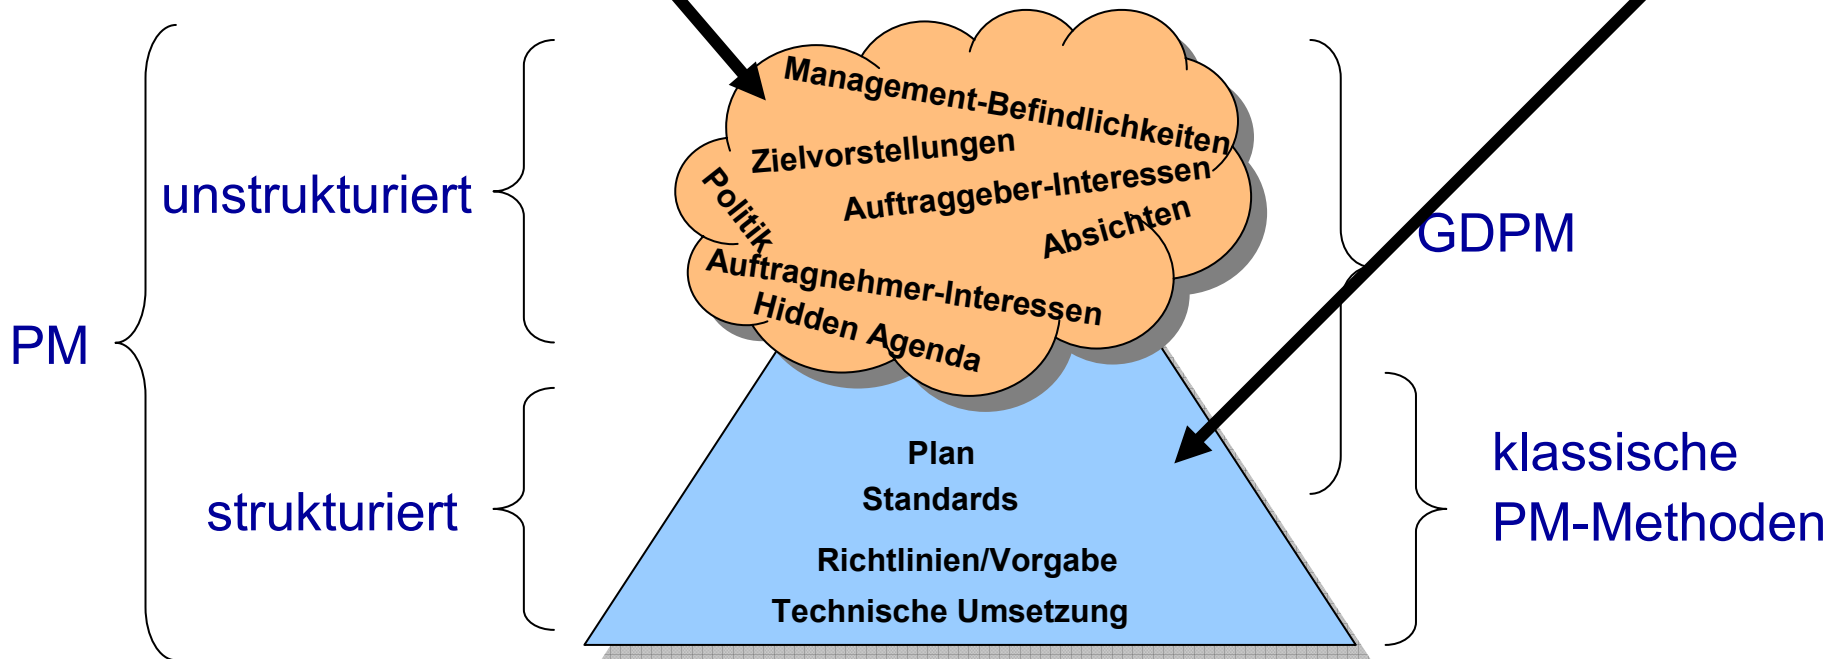 Management-Befindlichkeiten
Zielvorstellungen
Auftraggeber-Interessen
Politik
Absichten
Auftragnehmer-Interessen
Hidden Agenda
unstrukturiert
GDPM
PM
Plan
Standards
Richtlinien/Vorgabe
Technische Umsetzung
strukturiert
klassische
PM-Methoden